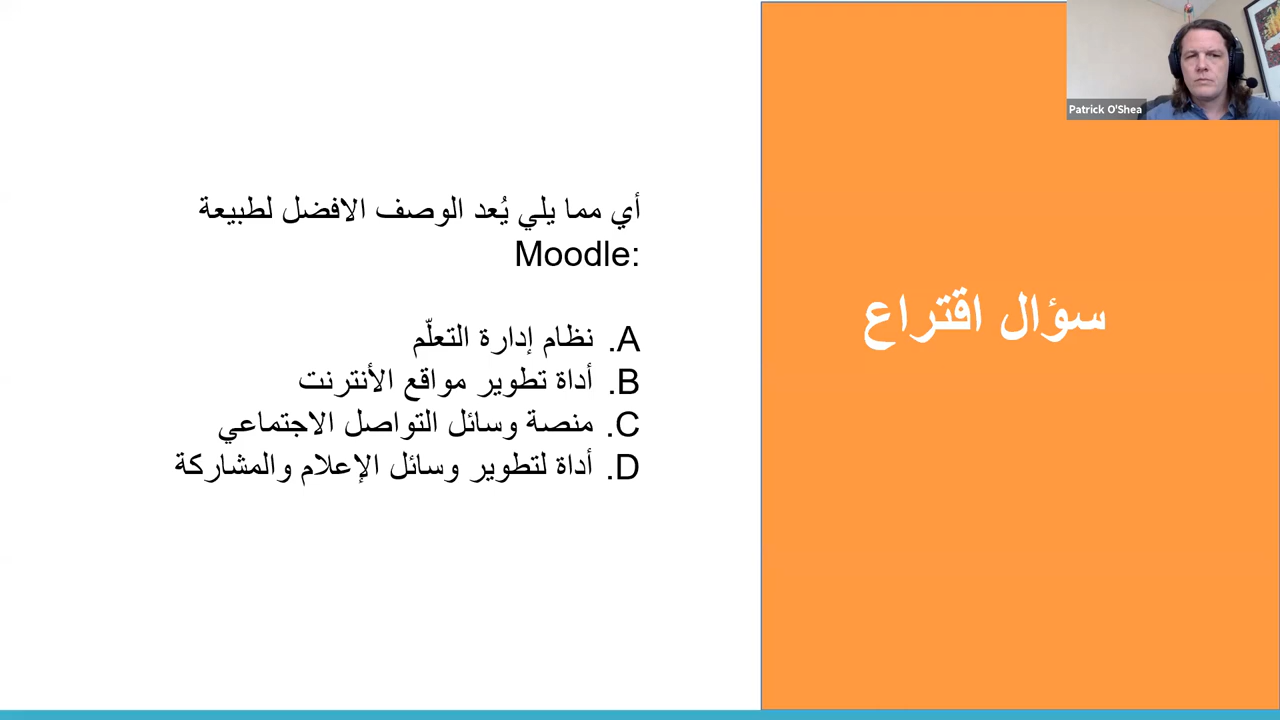 أي مما يلي يُعد الوصف الافضل لطبيعة
Moodle:
A. نظام إدارة التعلّم
B. أداة تطوير مواقع الأنترنت
C. منصة وسائل التواصل الاجتماعي
D. أداة لتطوير وسائل الإعلام والمشاركة
سؤال اقتراع
Patrick O'Shea